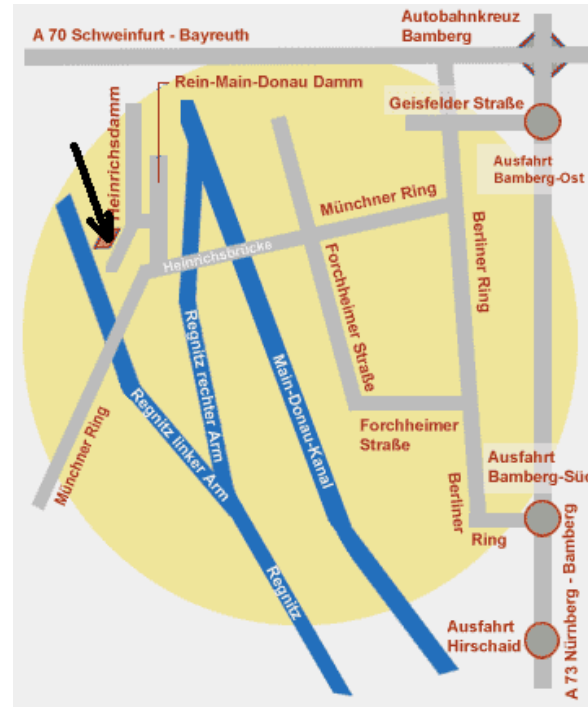 A 70 Schweinfurt - Bayreuth
Autobahnkreuz
Bamberg
Rein-Main-Donau Damm
Geisfelder Straße
Heinrichsdamm
Ausfahrt
Bamberg-Ost
Münchner Ring
Berliner Ring
Heinrichsbrücke
Forchheimer Straße
Regnitz rechter Arm
Main-Donau-Kanal
Münchner Ring
Regnitz linker Arm
Forchheimer
Straße
Ausfahrt
Bamberg-Süd
Berliner
Ring
Regnitz
Ausfahrt
Hirschaid
A 73 Nürnberg - Bamberg